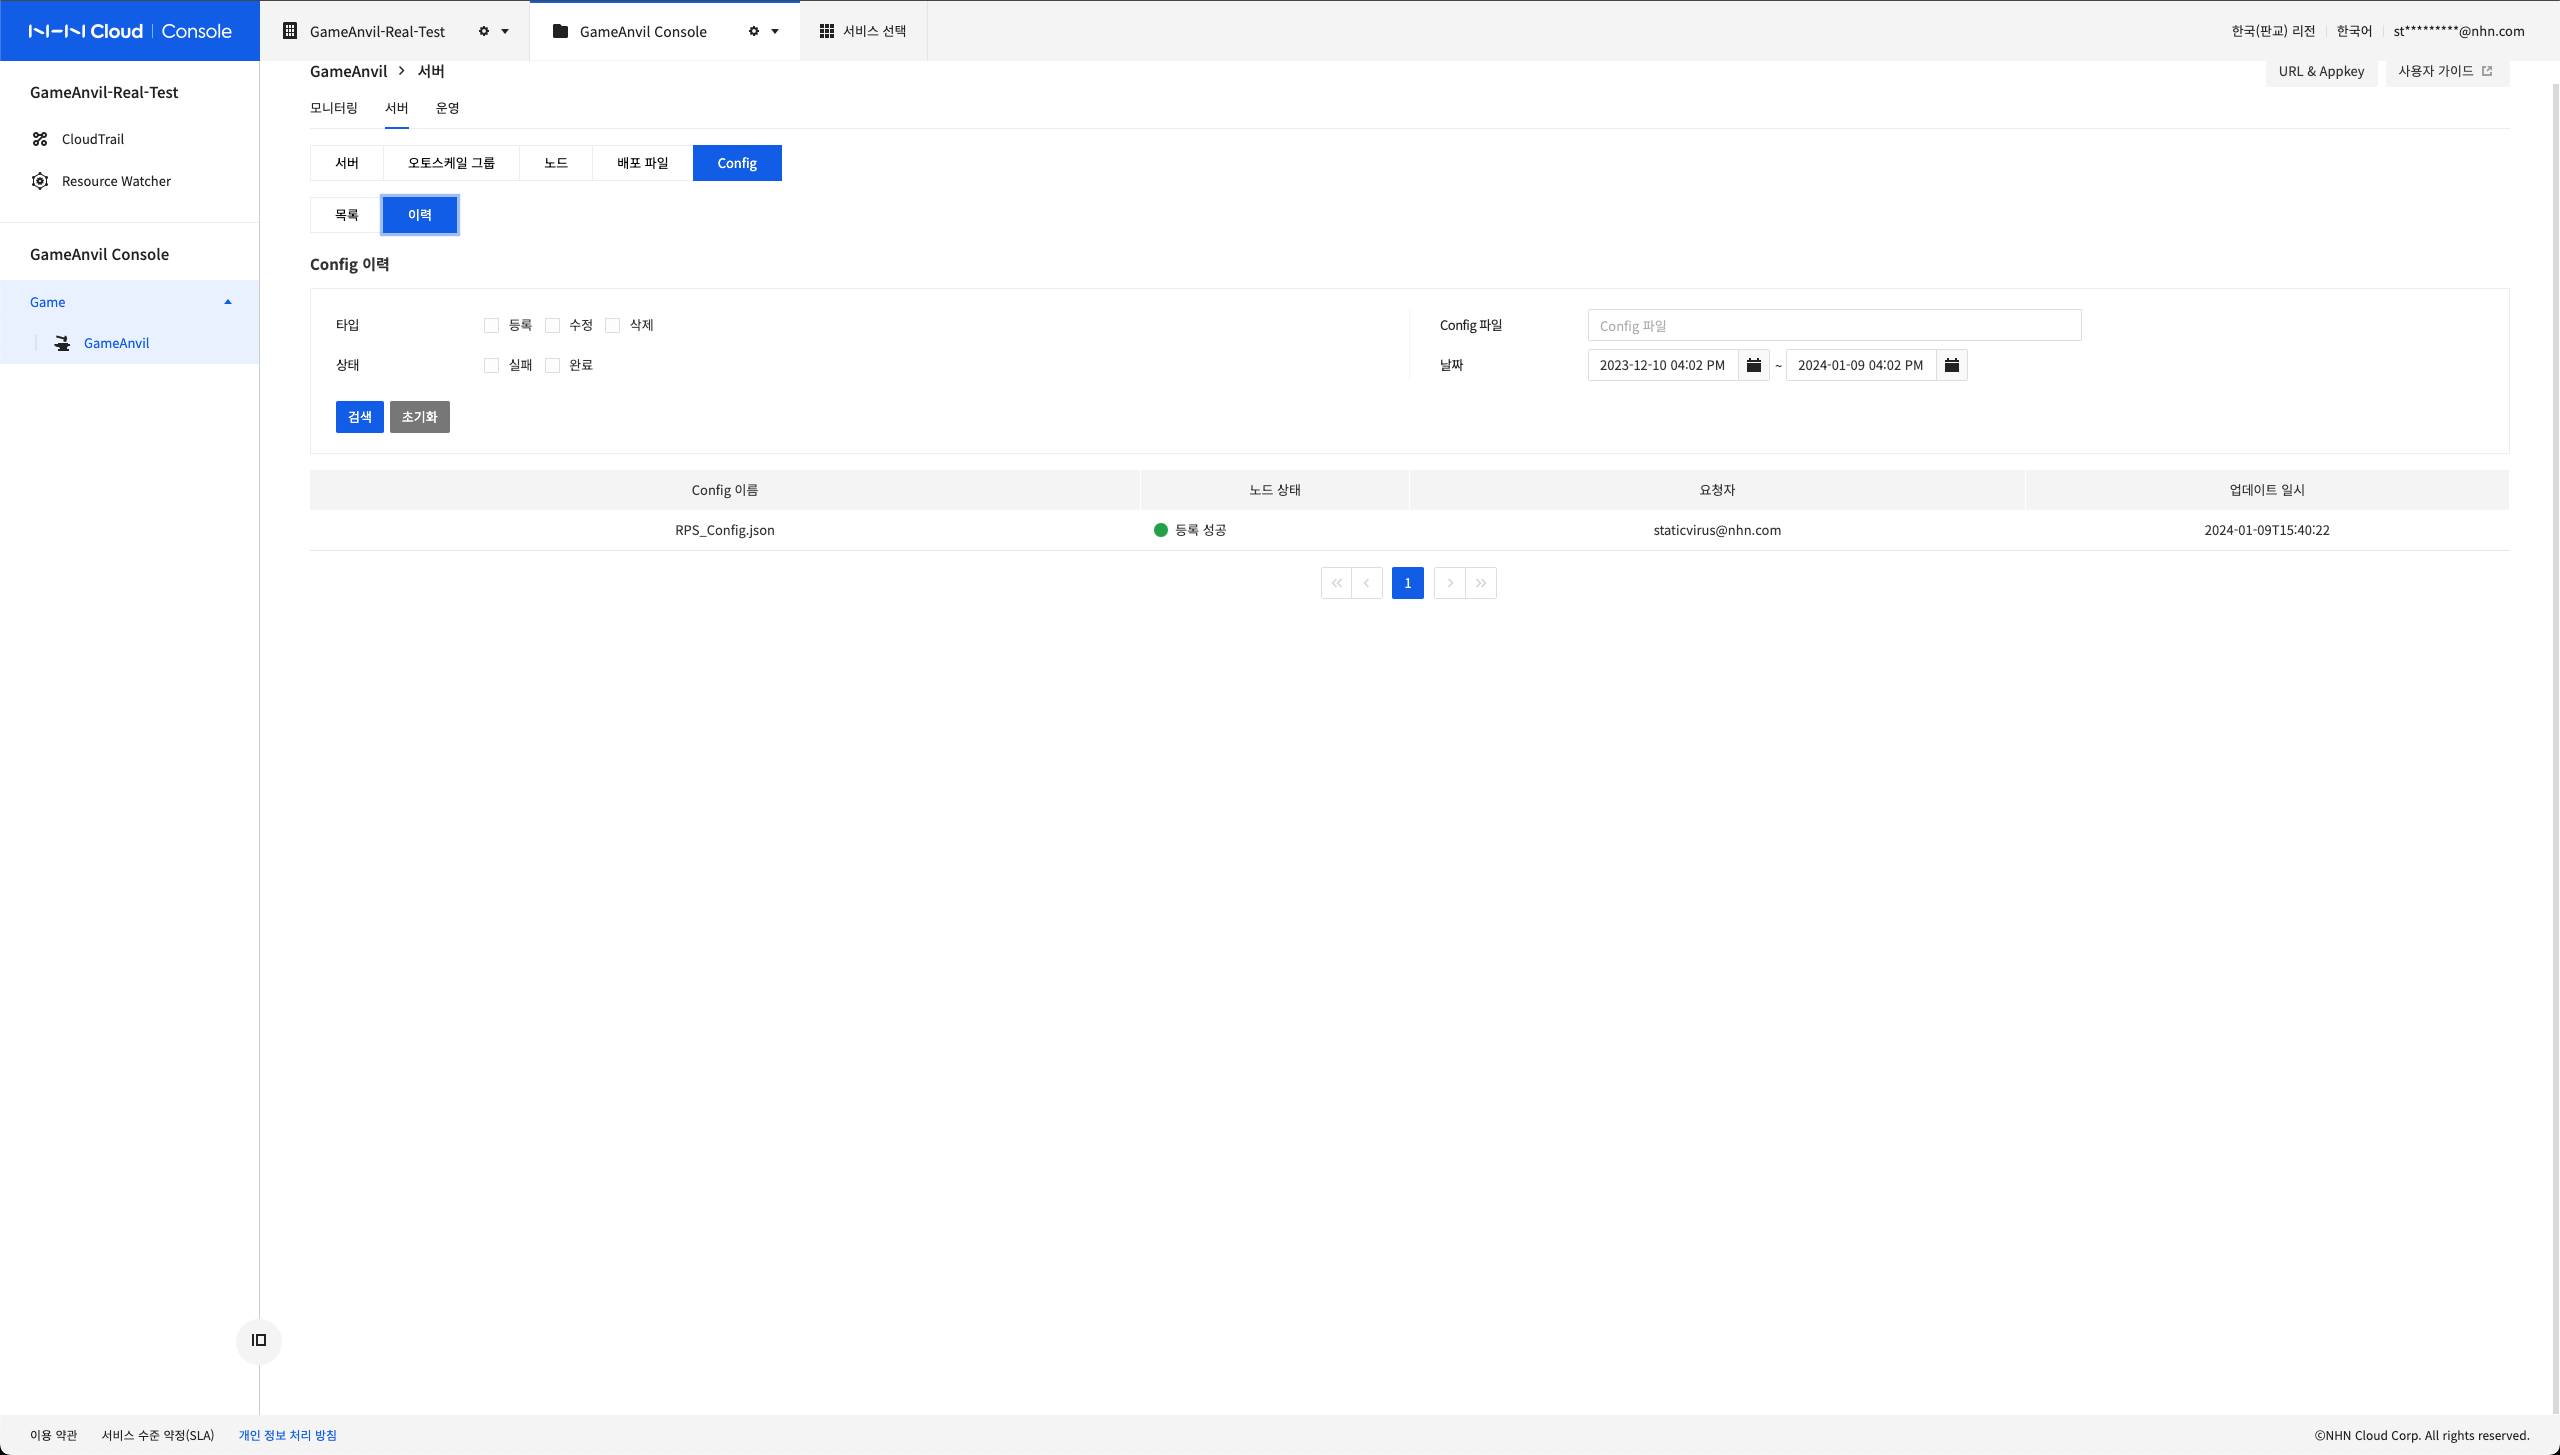 NHN Cloud | Console
GameAnvil-Real-Test
GameAnvil Console
서비스 선택
한국(판교) 리전
한국어
st*********@nhn.com
GameAnvil-Real-Test
CloudTrail
Resource Watcher
GameAnvil Console
Game
GameAnvil
GameAnvil > 서버
URL & Appkey
사용자 가이드
모니터링 서버 운영
서버 오토스케일 그룹 노드 배포 파일 Config
목록 이력
Config 이력
타입 등록 수정 삭제
Config 파일 Config 파일
상태 실패 완료
날짜 2023-12-10 04:02 PM ~ 2024-01-09 04:02 PM
검색 초기화
Config 이름 노드 상태 요청자 업데이트 일시
RPS_Config.json 등록 성공 staticvirus@nhn.com 2024-01-09T15:40:22
1
이용 약관 서비스 수준 약정(SLA) 개인 정보 처리 방침
©NHN Cloud Corp. All rights reserved.